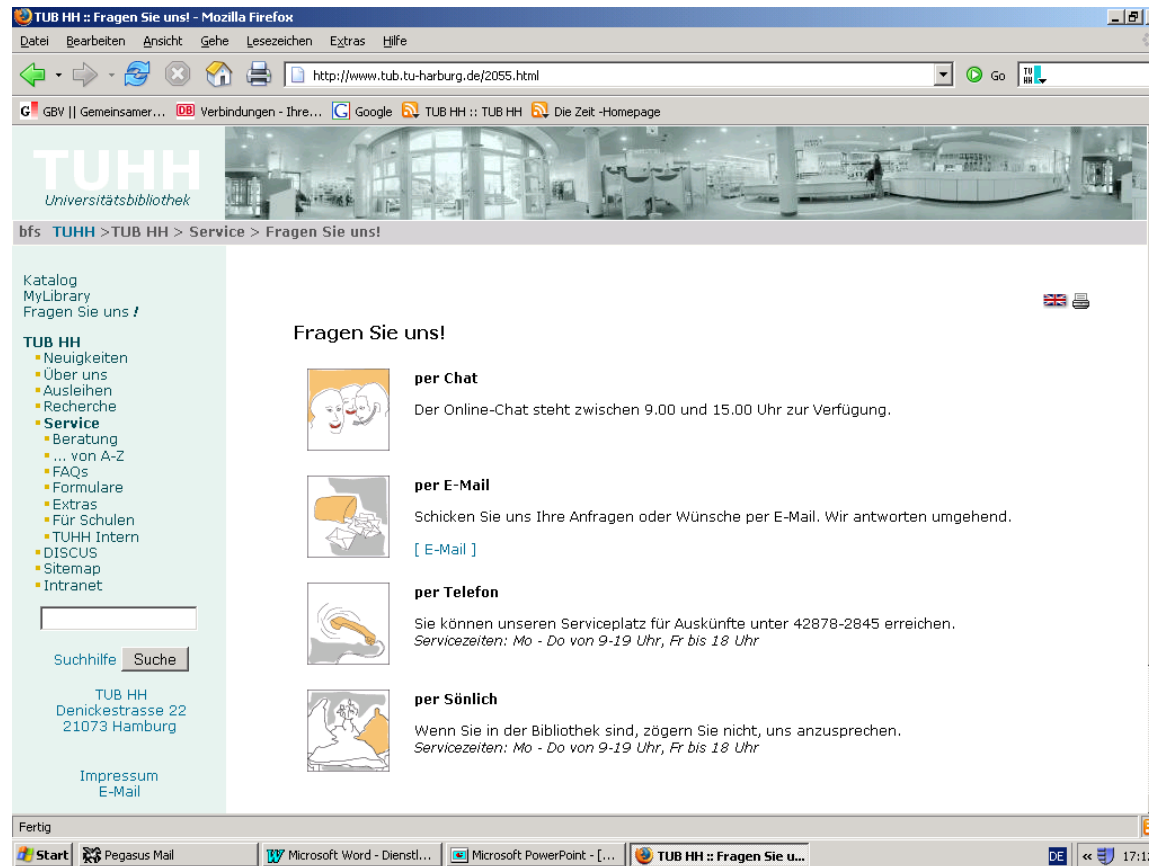 TUB HH :: Fragen Sie uns! - Mozilla Firefox
Datei Bearbeiten Ansicht Gehe Lesezeichen Extras Hilfe
http://www.tub.tu-harburg.de/2055.html Go TU HH
G GBV || Gemeinsamer... DB Verbindungen - Ihre... G Google TUB HH :: TUB HH Die Zeit -Homepage
TUHH
Universitätsbibliothek
bfs TUHH >TUB HH > Service > Fragen Sie uns!
Katalog
MyLibrary
Fragen Sie uns !
TUB HH
Neuigkeiten
Über uns
Ausleihen
Recherche
Service
Beratung
... von A-Z
FAQs
Formulare
Extras
Für Schulen
TUHH Intern
DISCUS
Sitemap
Intranet
Suchhilfe Suche
TUB HH
Denickestrasse 22
21073 Hamburg
Impressum
E-Mail
Fragen Sie uns!
per Chat
Der Online-Chat steht zwischen 9.00 und 15.00 Uhr zur Verfügung.
per E-Mail
Schicken Sie uns Ihre Anfragen oder Wünsche per E-Mail. Wir antworten umgehend.
[ E-Mail ]
per Telefon
Sie können unseren Serviceplatz für Auskünfte unter 42878-2845 erreichen.
Servicezeiten: Mo - Do von 9-19 Uhr, Fr bis 18 Uhr
per Sönlich
Wenn Sie in der Bibliothek sind, zögern Sie nicht, uns anzusprechen.
Servicezeiten: Mo - Do von 9-19 Uhr, Fr bis 18 Uhr
Fertig
Start Pegasus Mail Microsoft Word - Dienstl... Microsoft PowerPoint - [... TUB HH :: Fragen Sie u... DE «